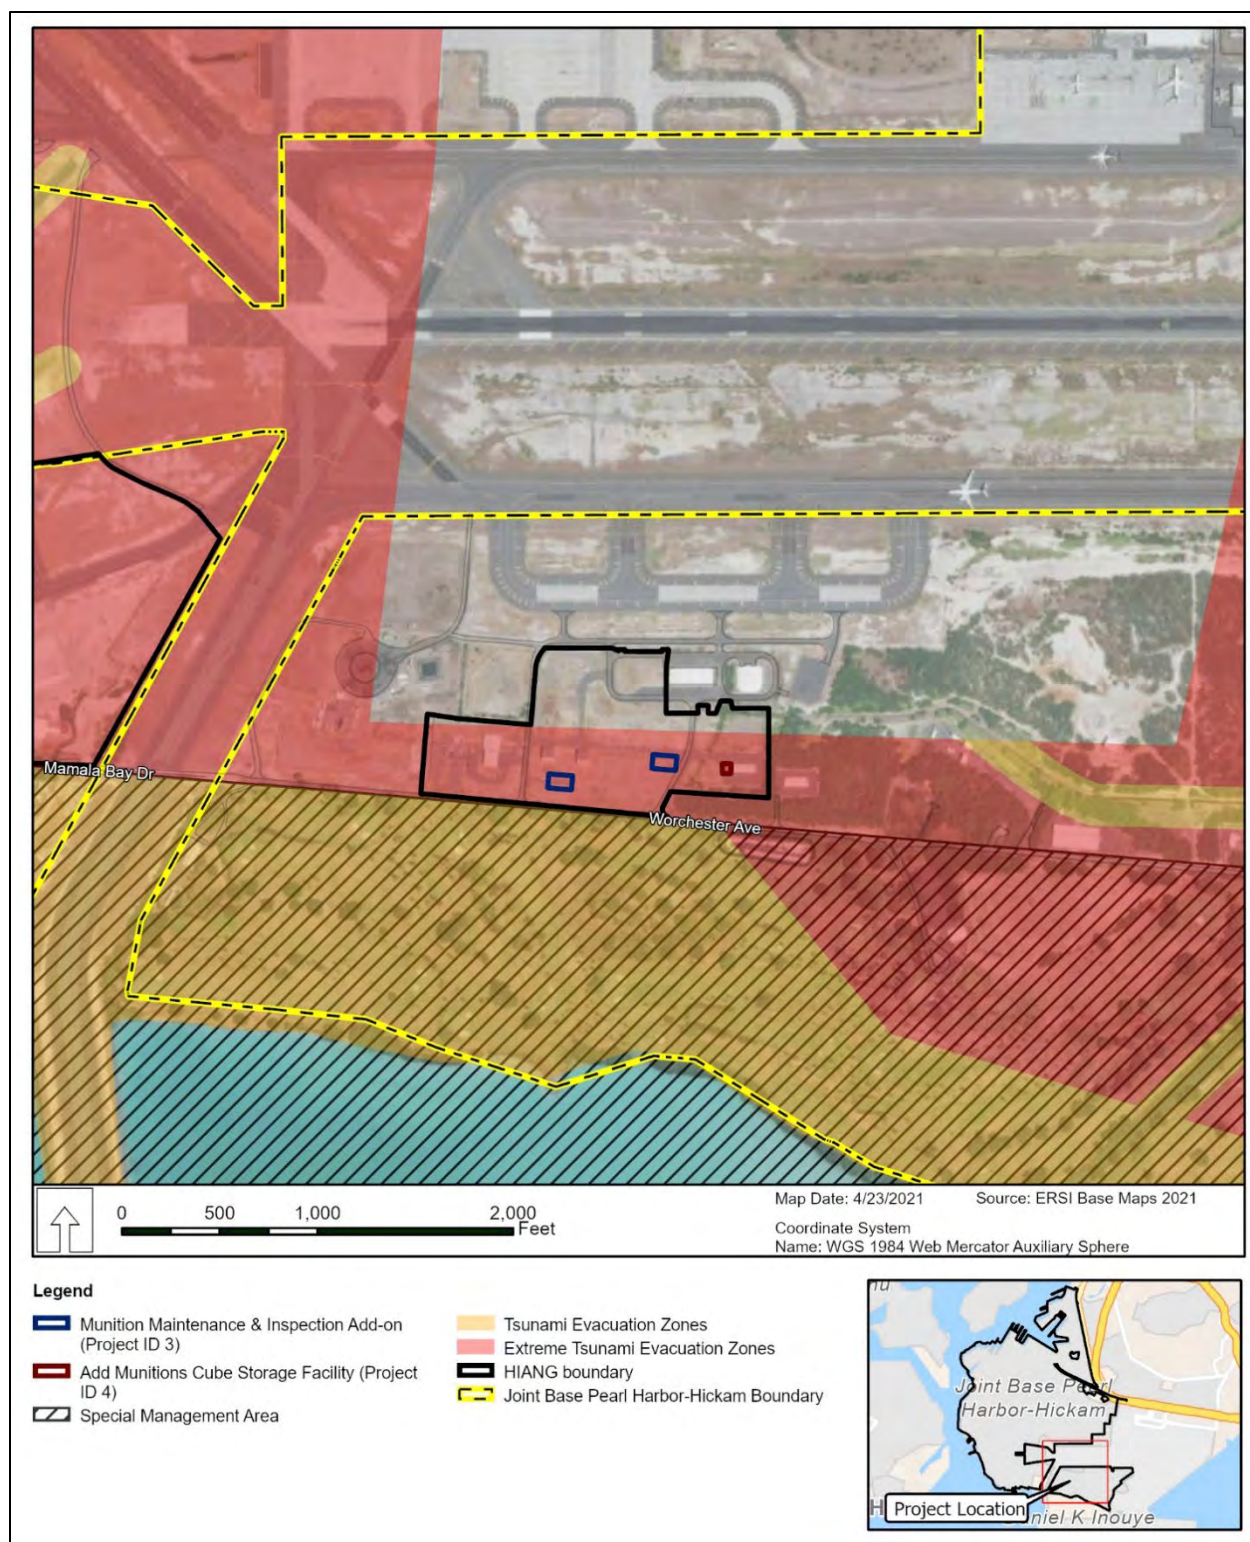 Mamala Bay Dr
Worchester Ave
0 500 1,000 2,000
Feet
Map Date: 4/23/2021 Source: ERSI Base Maps 2021
Coordinate System
Name: WGS 1984 Web Mercator Auxiliary Sphere
Legend
Munition Maintenance & Inspection Add-on
(Project ID 3)
Add Munitions Cube Storage Facility (Project
ID 4)
Special Management Area
Tsunami Evacuation Zones
Extreme Tsunami Evacuation Zones
HIANG boundary
Joint Base Pearl Harbor-Hickam Boundary
Joint Base Pearl
Harbor-Hickam
Project Location
H
niel K Inouye